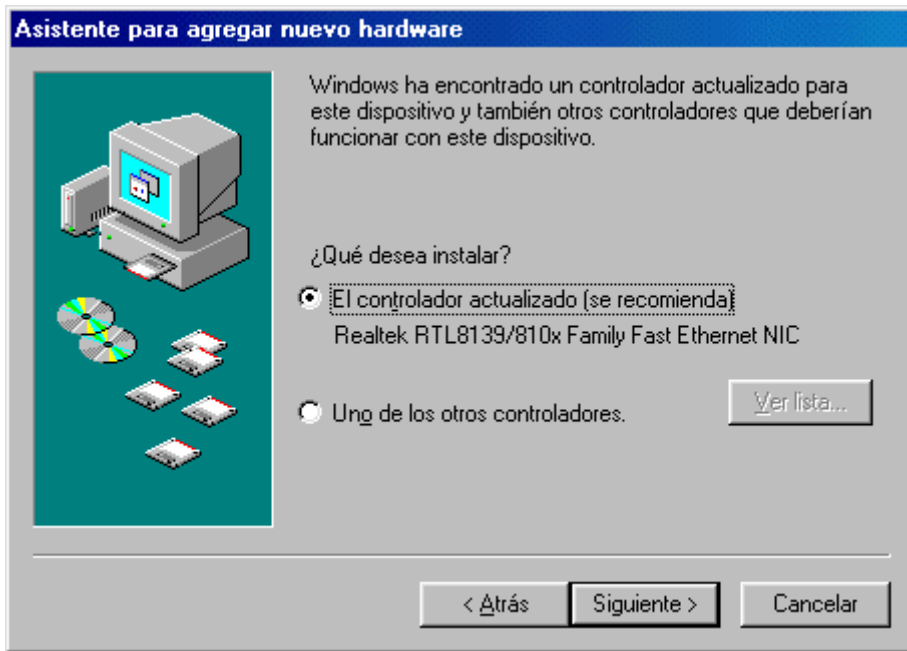 Asistente para agregar nuevo hardware
Windows ha encontrado un controlador actualizado para
este dispositivo y también otros controladores que deberían
funcionar con este dispositivo.
¿Qué desea instalar?
El controlador actualizado (se recomienda)
Realtek RTL8139/810x Family Fast Ethernet NIC
Uno de los otros controladores.
Ver lista...
< Atrás
Siguiente >
Cancelar